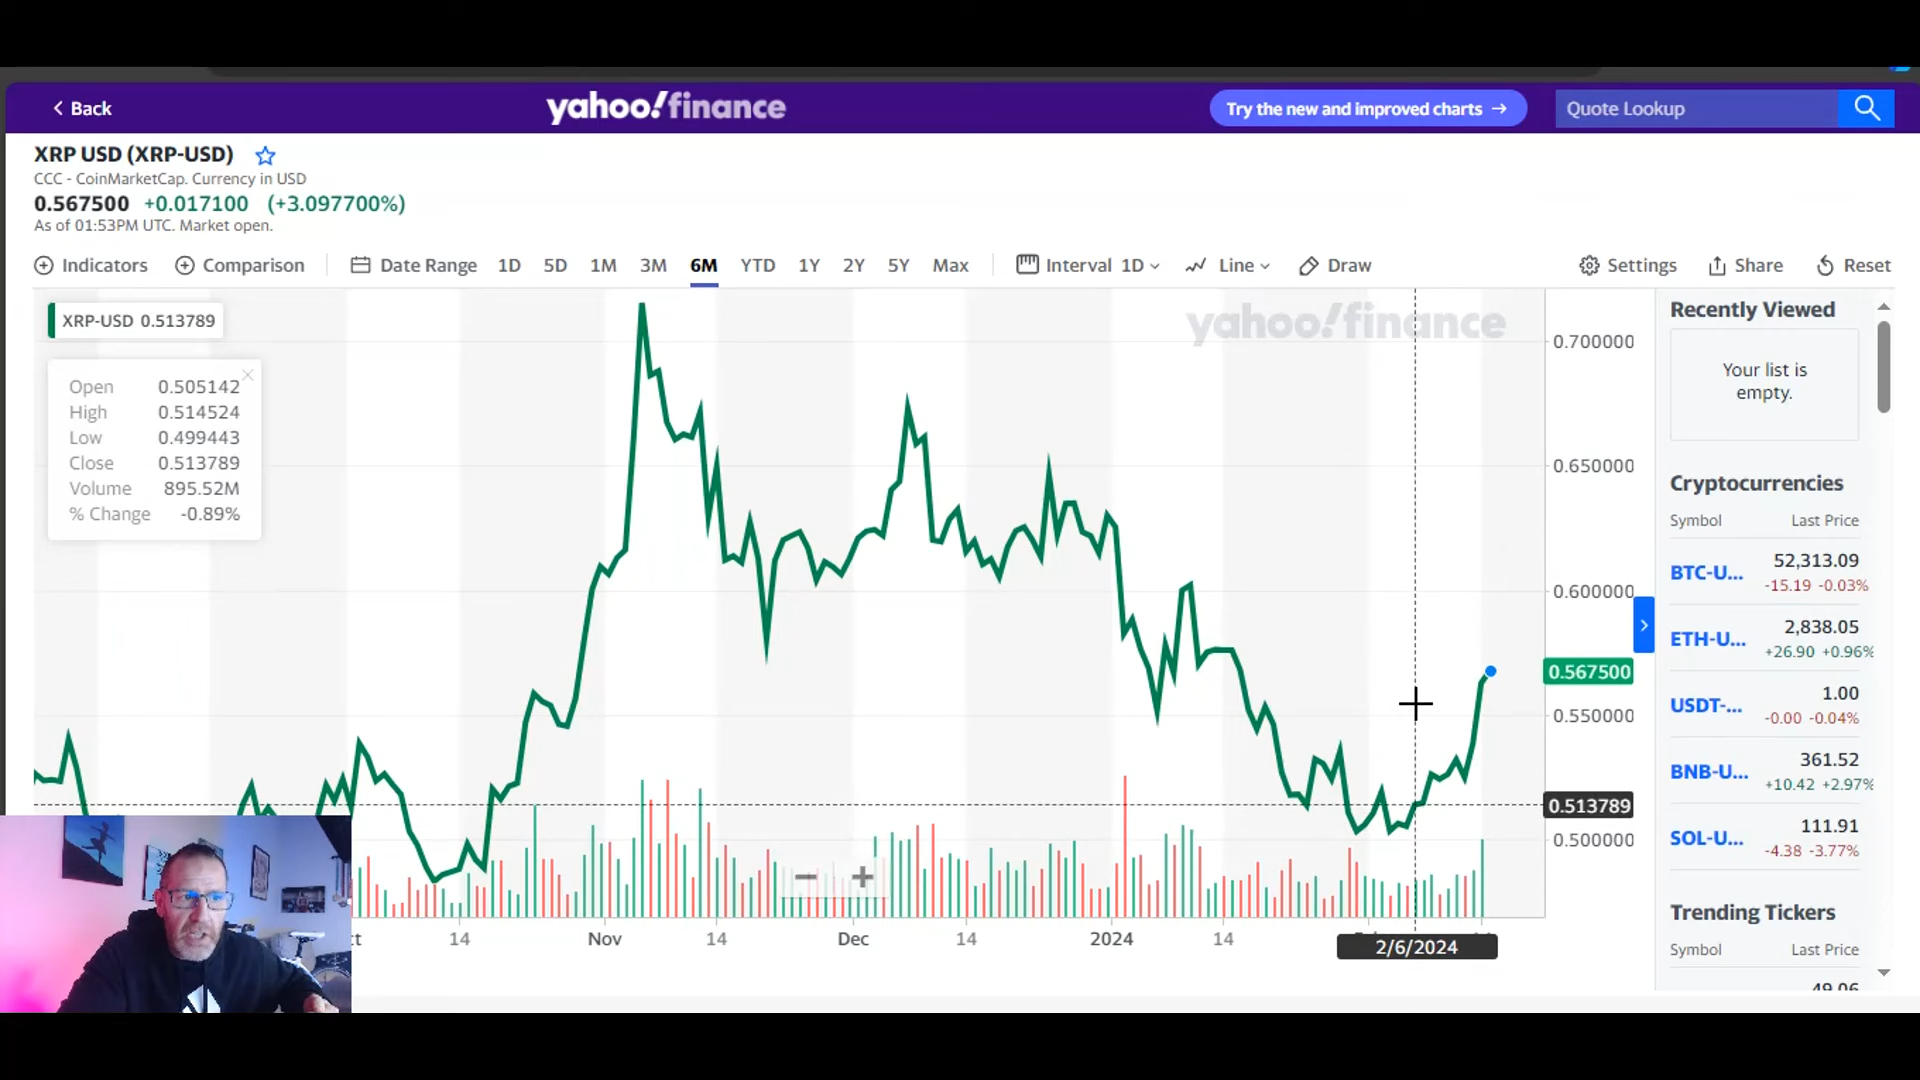 Back
yahoo!finance
Try the new and improved charts →
Quote Lookup
XRP USD (XRP-USD)
CCC - CoinMarketCap. Currency in USD
0.567500 +0.017100 (+3.097700%)
As of 01:53PM UTC. Market open.
Indicators Comparison Date Range 1D 5D 1M 3M 6M YTD 1Y 2Y 5Y Max Interval 1D Line Draw Settings Share Reset
XRP-USD 0.513789
Open 0.505142
High 0.514524
Low 0.499443
Close 0.513789
Volume 895.52M
% Change -0.89%
yahoo!finance
0.700000
0.650000
0.600000
0.567500
0.550000
0.513789
0.500000
14 Nov 14 Dec 14 2024 14
2/6/2024
Recently Viewed
Your list is
empty.
Cryptocurrencies
Symbol Last Price
BTC-U... 52,313.09
-15.19 -0.03%
ETH-U... 2,838.05
+26.90 +0.96%
USDT-... 1.00
-0.00 -0.04%
BNB-U... 361.52
+10.42 +2.97%
SOL-U... 111.91
-4.38 -3.77%
Trending Tickers
Symbol Last Price
49.06